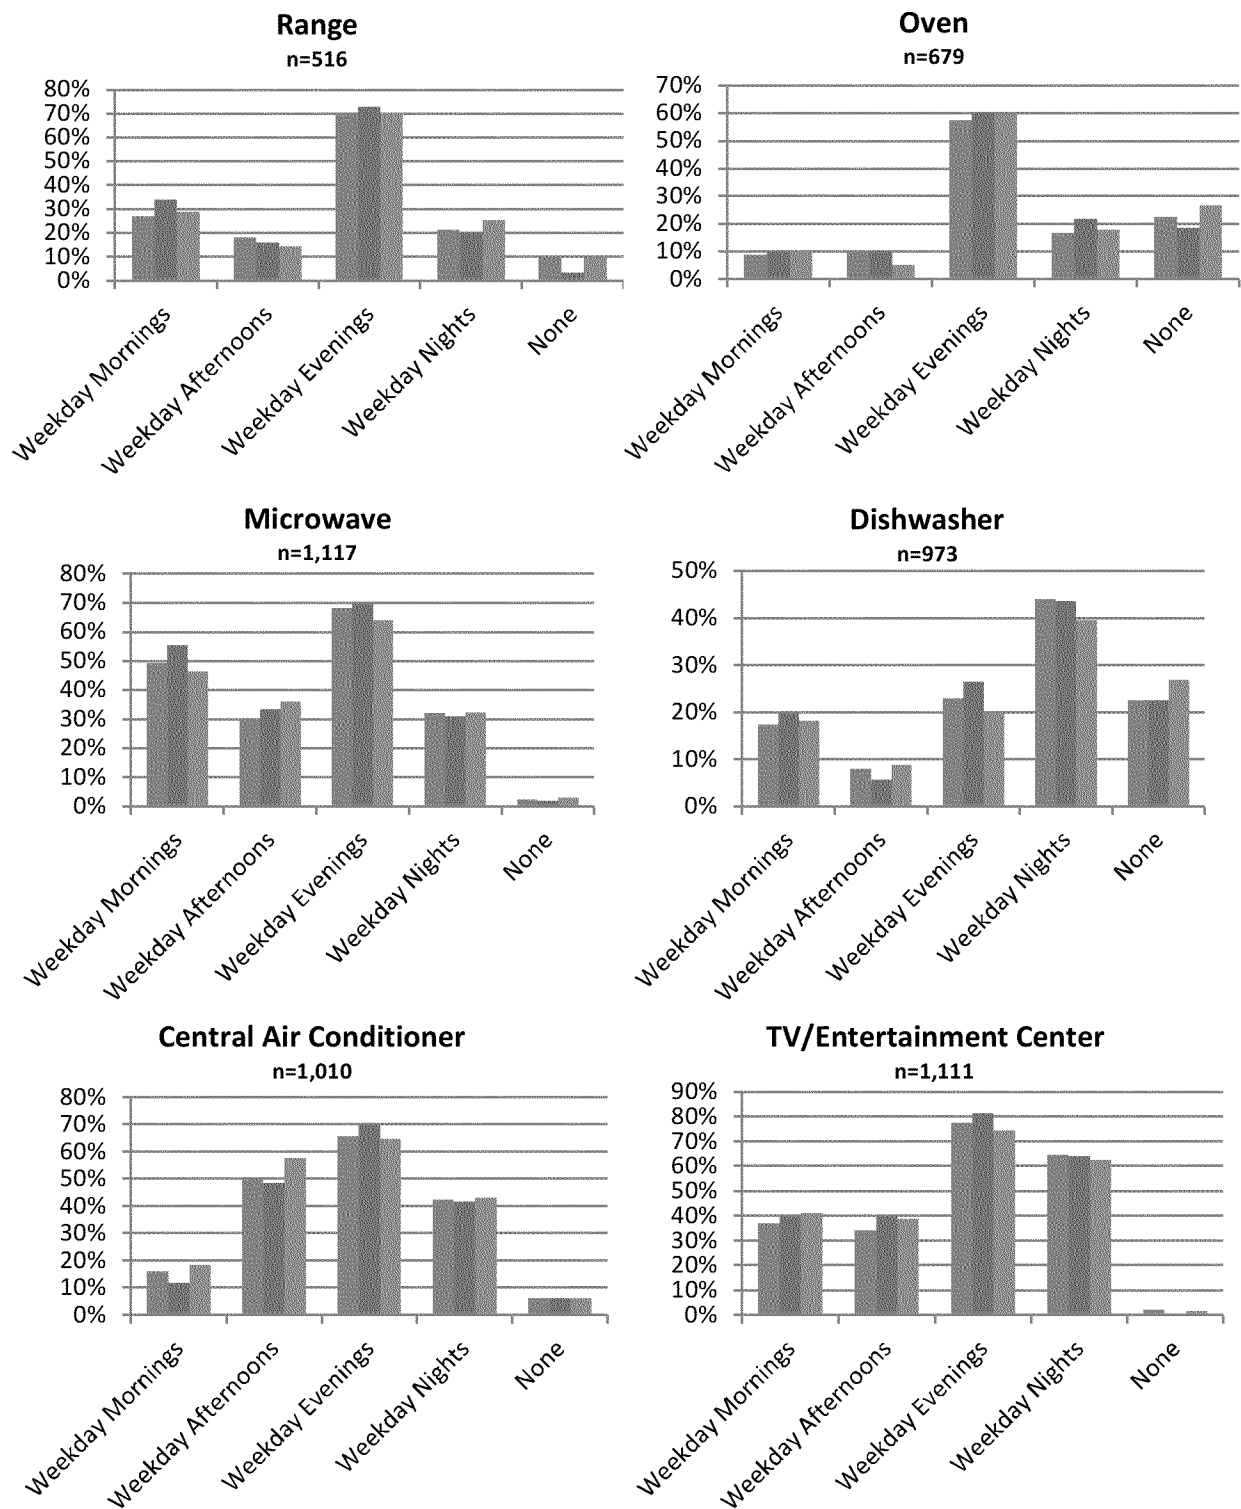 Range
n=516
80%
70%
60%
50%
40%
30%
20%
10%
0%
Weekday Mornings
Weekday Afternoons
Weekday Evenings
Weekday Nights
None
Oven
n=679
70%
60%
50%
40%
30%
20%
10%
0%
Weekday Mornings
Weekday Afternoons
Weekday Evenings
Weekday Nights
None
Microwave
n=1,117
80%
70%
60%
50%
40%
30%
20%
10%
0%
Weekday Mornings
Weekday Afternoons
Weekday Evenings
Weekday Nights
None
Dishwasher
n=973
50%
40%
30%
20%
10%
0%
Weekday Mornings
Weekday Afternoons
Weekday Evenings
Weekday Nights
None
Central Air Conditioner
n=1,010
80%
70%
60%
50%
40%
30%
20%
10%
0%
Weekday Mornings
Weekday Afternoons
Weekday Evenings
Weekday Nights
None
TV/Entertainment Center
n=1,111
90%
80%
70%
60%
50%
40%
30%
20%
10%
0%
Weekday Mornings
Weekday Afternoons
Weekday Evenings
Weekday Nights
None